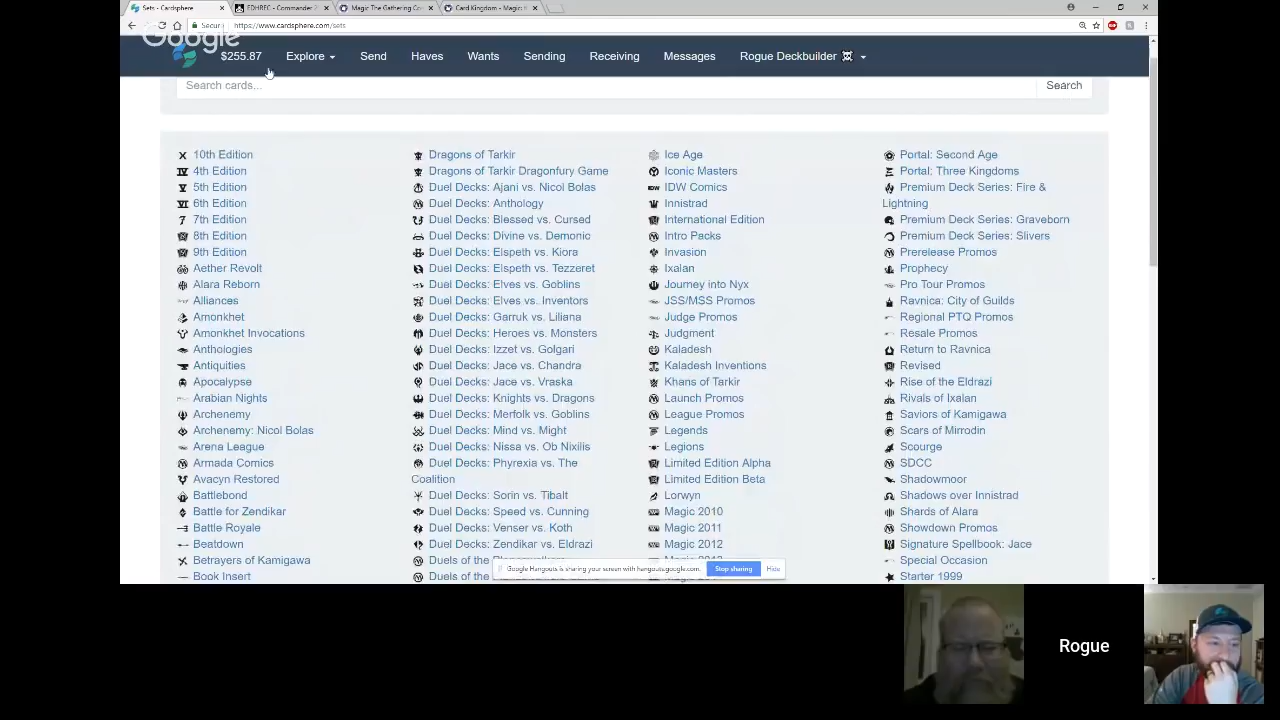 Sets - Cardsphere
EDHREC - Commander
Magic The Gathering Co
Card Kingdom - Magic
Secur
https://www.cardsphere.com/sets
Google
$255.87 Explore Send Haves Wants Sending Receiving Messages Rogue Deckbuilder
Search cards... Search
10th Edition
4th Edition
5th Edition
6th Edition
7th Edition
8th Edition
9th Edition
Aether Revolt
Alara Reborn
Alliances
Amonkhet
Amonkhet Invocations
Anthologies
Antiquities
Apocalypse
Arabian Nights
Archenemy
Archenemy: Nicol Bolas
Arena League
Armada Comics
Avacyn Restored
Battlebond
Battle for Zendikar
Battle Royale
Beatdown
Betrayers of Kamigawa
Book Insert
Dragons of Tarkir
Dragons of Tarkir Dragonfury Game
Duel Decks: Ajani vs. Nicol Bolas
Duel Decks: Anthology
Duel Decks: Blessed vs. Cursed
Duel Decks: Divine vs. Demonic
Duel Decks: Elspeth vs. Kiora
Duel Decks: Elspeth vs. Tezzeret
Duel Decks: Elves vs. Goblins
Duel Decks: Elves vs. Inventors
Duel Decks: Garruk vs. Liliana
Duel Decks: Heroes vs. Monsters
Duel Decks: Izzet vs. Golgari
Duel Decks: Jace vs. Chandra
Duel Decks: Jace vs. Vraska
Duel Decks: Knights vs. Dragons
Duel Decks: Merfolk vs. Goblins
Duel Decks: Mind vs. Might
Duel Decks: Nissa vs. Ob Nixilis
Duel Decks: Phyrexia vs. The
Coalition
Duel Decks: Sorin vs. Tibalt
Duel Decks: Speed vs. Cunning
Duel Decks: Venser vs. Koth
Duel Decks: Zendikar vs. Eldrazi
Duels of the
Duels of the
Ice Age
Iconic Masters
IDW Comics
Innistrad
International Edition
Intro Packs
Invasion
Ixalan
Journey into Nyx
JSS/MSS Promos
Judge Promos
Judgment
Kaladesh
Kaladesh Inventions
Khans of Tarkir
Launch Promos
League Promos
Legends
Legions
Limited Edition Alpha
Limited Edition Beta
Lorwyn
Magic 2010
Magic 2011
Magic 2012
Portal: Second Age
Portal: Three Kingdoms
Premium Deck Series: Fire &
Lightning
Premium Deck Series: Graveborn
Premium Deck Series: Slivers
Prerelease Promos
Prophecy
Pro Tour Promos
Ravnica: City of Guilds
Regional PTQ Promos
Resale Promos
Return to Ravnica
Revised
Rise of the Eldrazi
Rivals of Ixalan
Saviors of Kamigawa
Scars of Mirrodin
Scourge
SDCC
Shadowmoor
Shadows over Innistrad
Shards of Alara
Showdown Promos
Signature Spellbook: Jace
Special Occasion
Starter 1999
Google Hangouts is sharing your screen with hangouts.google.com.
Stop sharing
Hide
Rogue